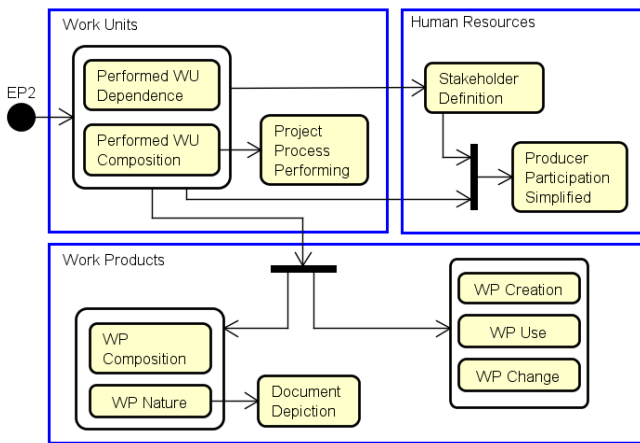 Work Units
Human Resources
EP2
Performed WU
Dependence
Performed WU
Composition
Project
Process
Performing
Stakeholder
Definition
Producer
Participation
Simplified
Work Products
WP
Composition
WP Nature
Document
Depiction
WP Creation
WP Use
WP Change